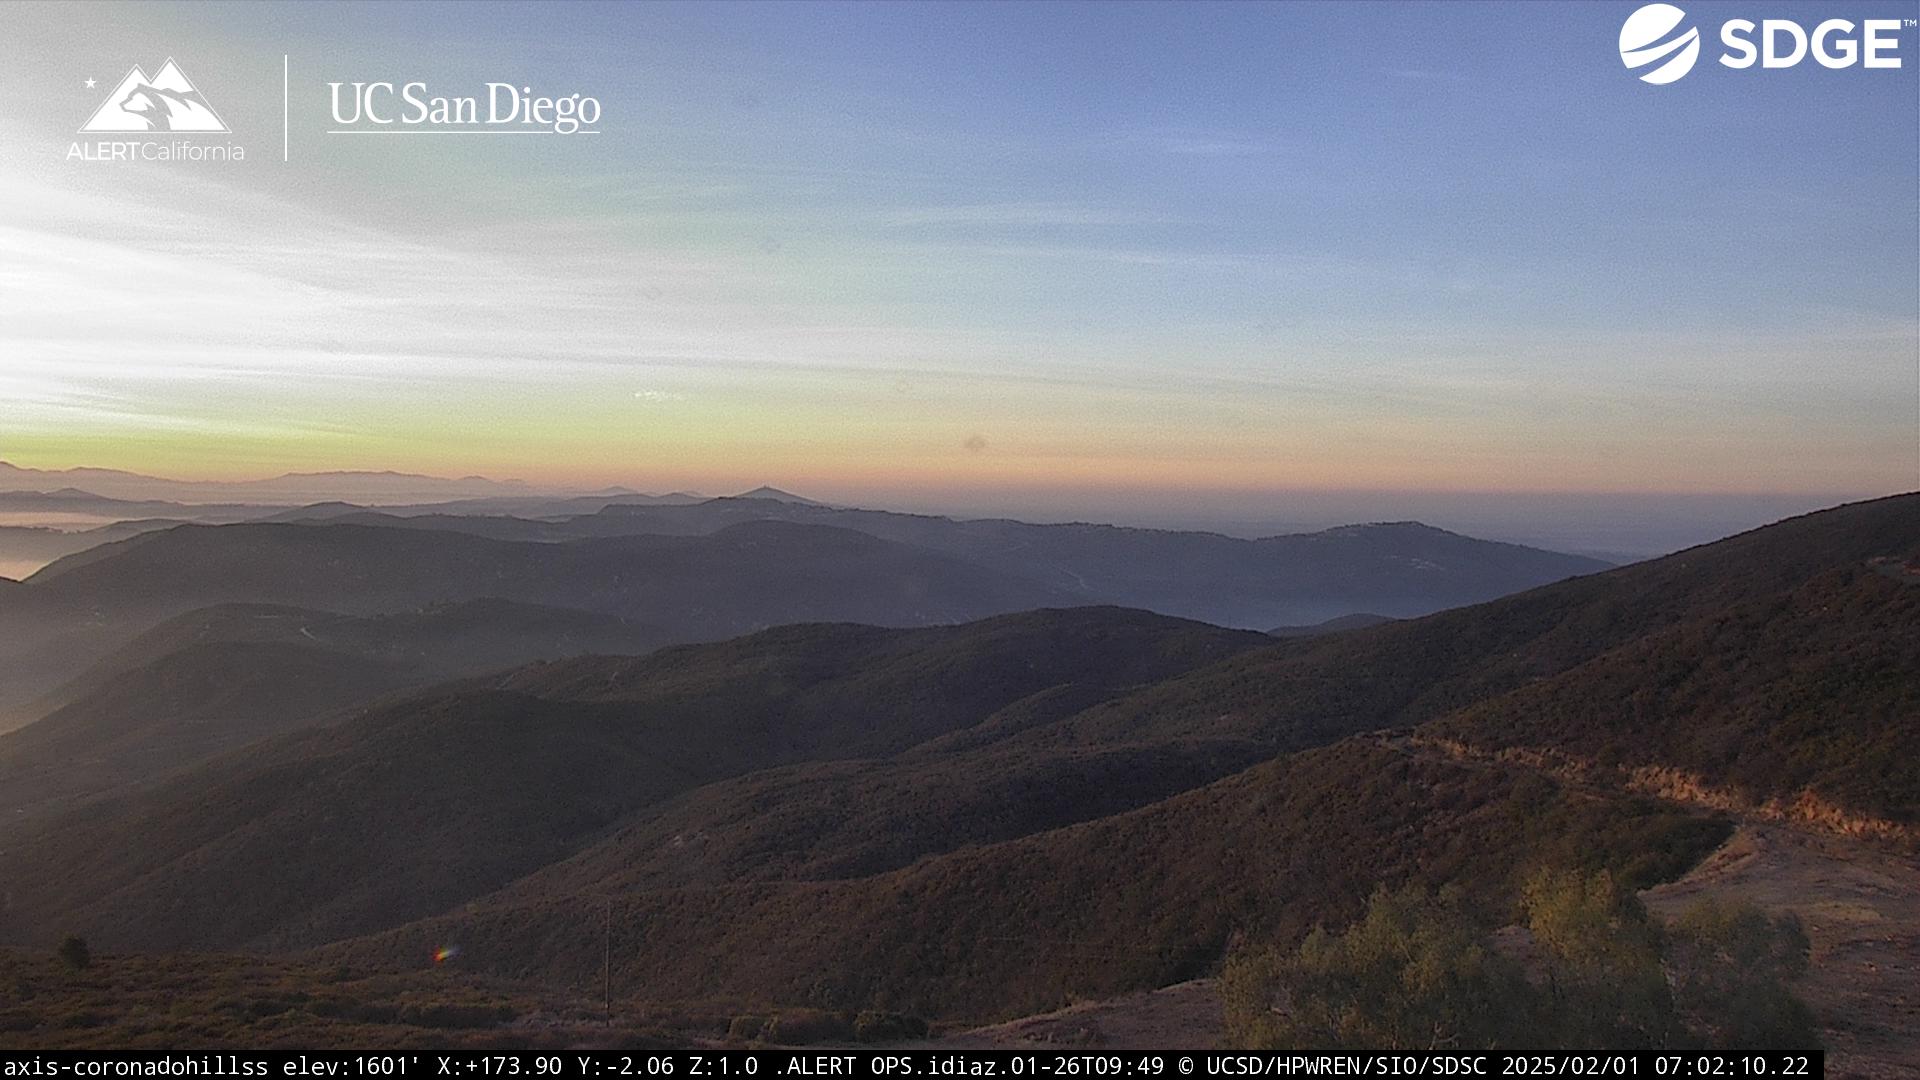 ALERTCalifornia
UC San Diego
SDGE™
axis-coronadohillss elev:1601' X:+173.90 Y:-2.06 Z:1.0 .ALERT OPS.idiaz.01-26T09:49 © UCSD/HPWREN/SIO/SDSC 2025/02/01 07:02:10.22